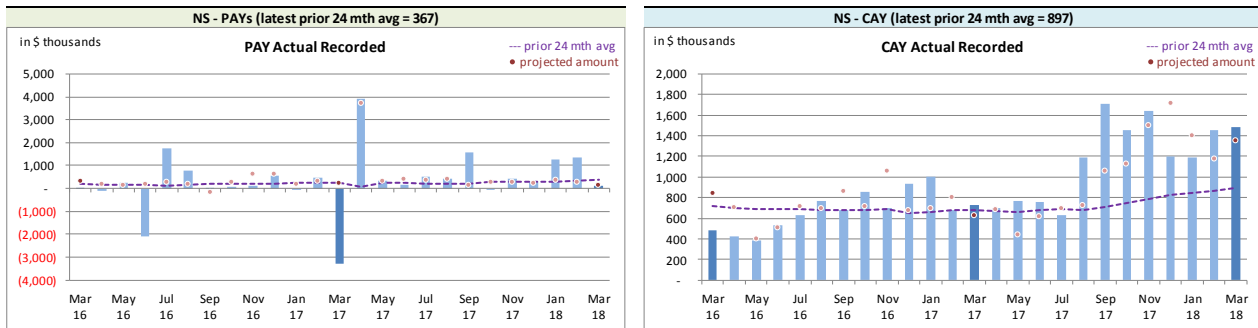 NS - PAYs (latest prior 24 mth avg = 367)
in $ thousands
PAY Actual Recorded
--- prior 24 mth avg
• projected amount
5,000
4,000
3,000
2,000
1,000
-
(1,000)
(2,000)
(3,000)
(4,000)
Mar May Jul Sep Nov Jan Mar May Jul Sep Nov Jan Mar
16 16 16 16 16 17 17 17 17 17 17 18 18
NS - CAY (latest prior 24 mth avg = 897)
in $ thousands
CAY Actual Recorded
--- prior 24 mth avg
• projected amount
2,000
1,800
1,600
1,400
1,200
1,000
800
600
400
200
-
Mar May Jul Sep Nov Jan Mar May Jul Sep Nov Jan Mar
16 16 16 16 16 17 17 17 17 17 17 18 18